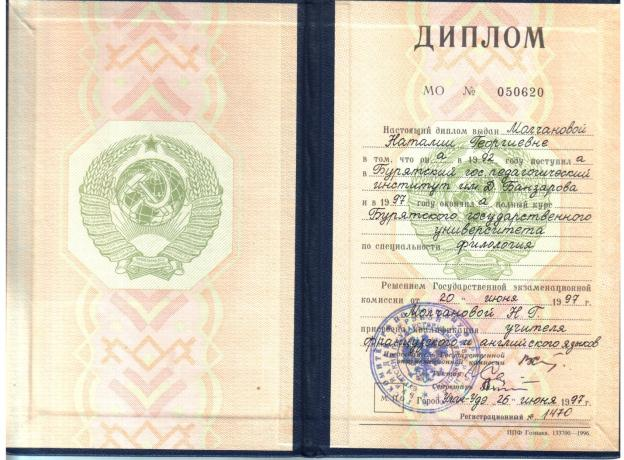 ДИПЛОМ
МО № 050620
Настоящий диплом выдан Молчановой
Наталии Георгиевне
в том, что он а в 1992 году поступил а
в Бурятский гос. педагогический
институт им Д. Банзарова
и в 1997 году окончил а полный курс
Бурятского государственного
университета
по специальности филология
Решением Государственной экзаменационной
комиссии от 20 июня 1997 г.
Молчановой Н. Г.
присвоена квалификация учителя
французского и английского языков
Председатель Государственной
экзаменационной комиссии
Ректор
Секретарь
М. П. Город Улан-Удэ 26 июня 1997 г.
Регистрационный № 1470
ППФ Гознака. 133700—1996.